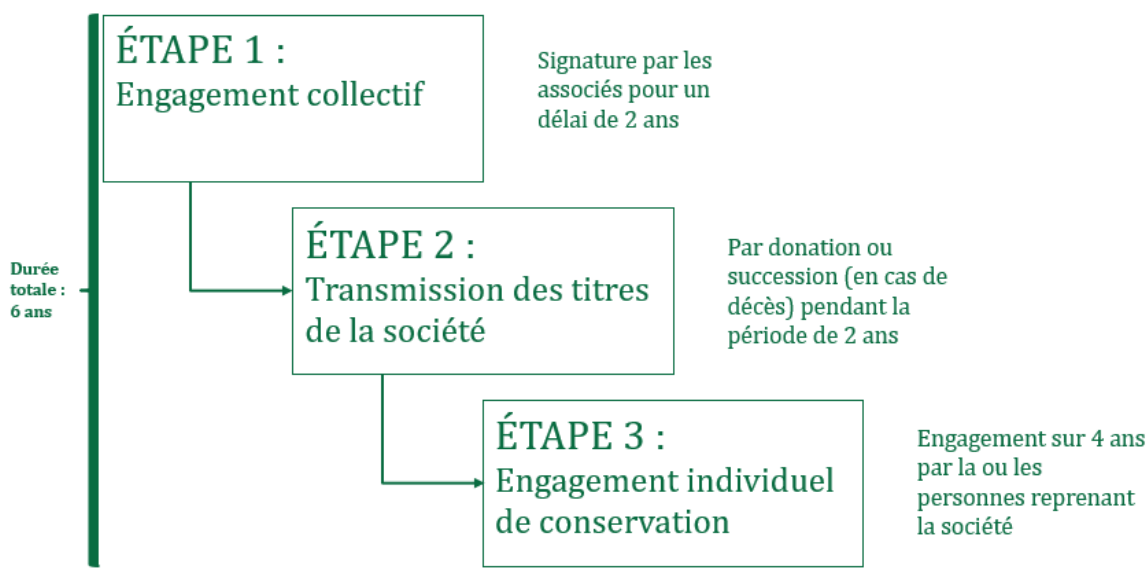 ÉTAPE 1 :
Engagement collectif
Signature par les
associés pour un
délai de 2 ans
Durée
totale :
6 ans
ÉTAPE 2 :
Transmission des titres
de la société
Par donation ou
succession (en cas de
décès) pendant la
période de 2 ans
ÉTAPE 3 :
Engagement individuel
de conservation
Engagement sur 4 ans
par la ou les
personnes reprenant
la société